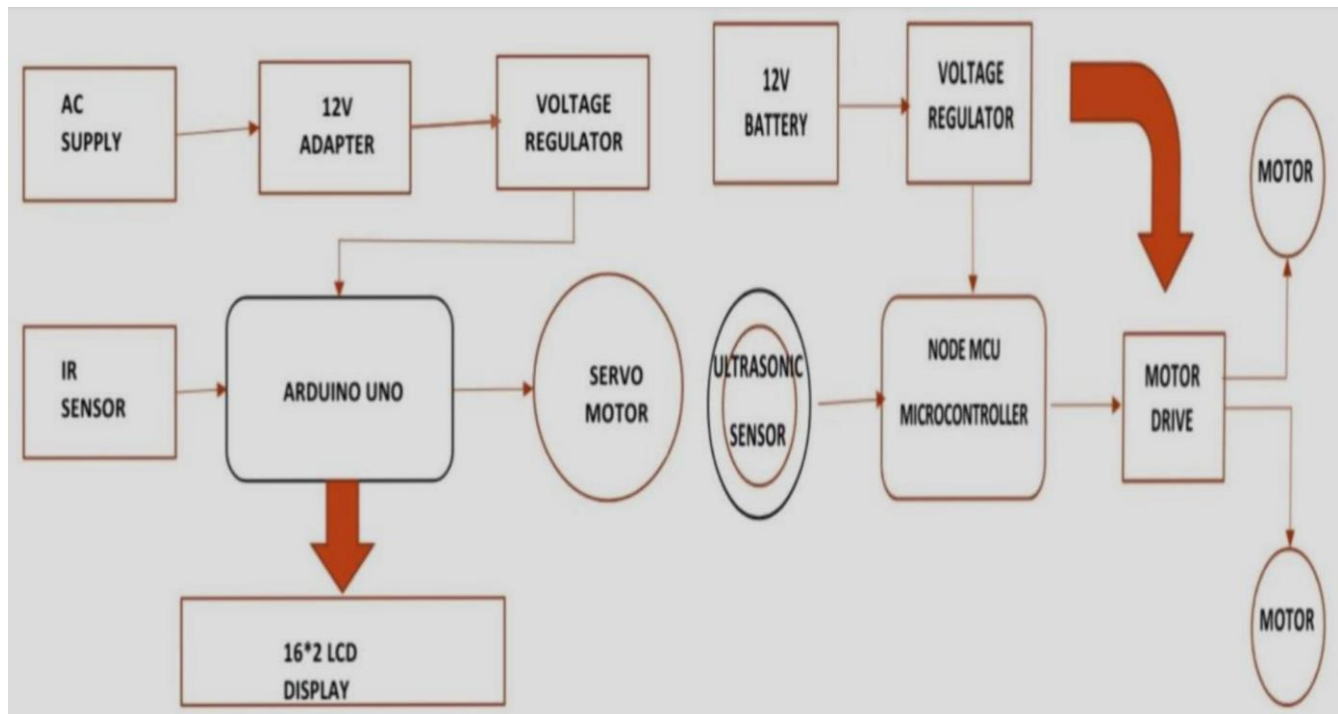 AC
SUPPLY
12V
ADAPTER
VOLTAGE
REGULATOR
12V
BATTERY
VOLTAGE
REGULATOR
MOTOR
IR
SENSOR
ARDUINO UNO
SERVO
MOTOR
ULTRASONIC
SENSOR
NODE MCU
MICROCONTROLLER
MOTOR
DRIVE
MOTOR
16*2 LCD
DISPLAY